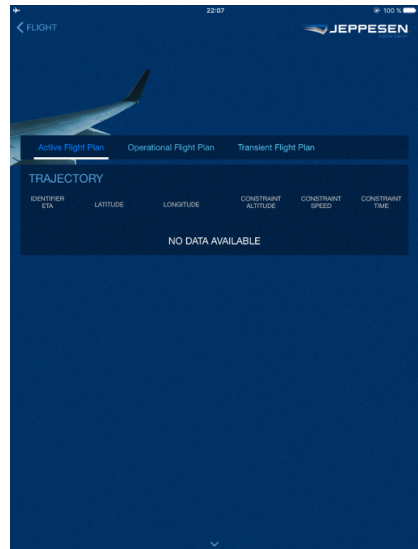 22:07
100 %
FLIGHT
JEPPESEN
Active Flight Plan
Operational Flight Plan
Transient Flight Plan
TRAJECTORY
IDENTIFIER
ETA
LATITUDE
LONGITUDE
CONSTRAINT
ALTITUDE
CONSTRAINT
SPEED
CONSTRAINT
TIME
NO DATA AVAILABLE